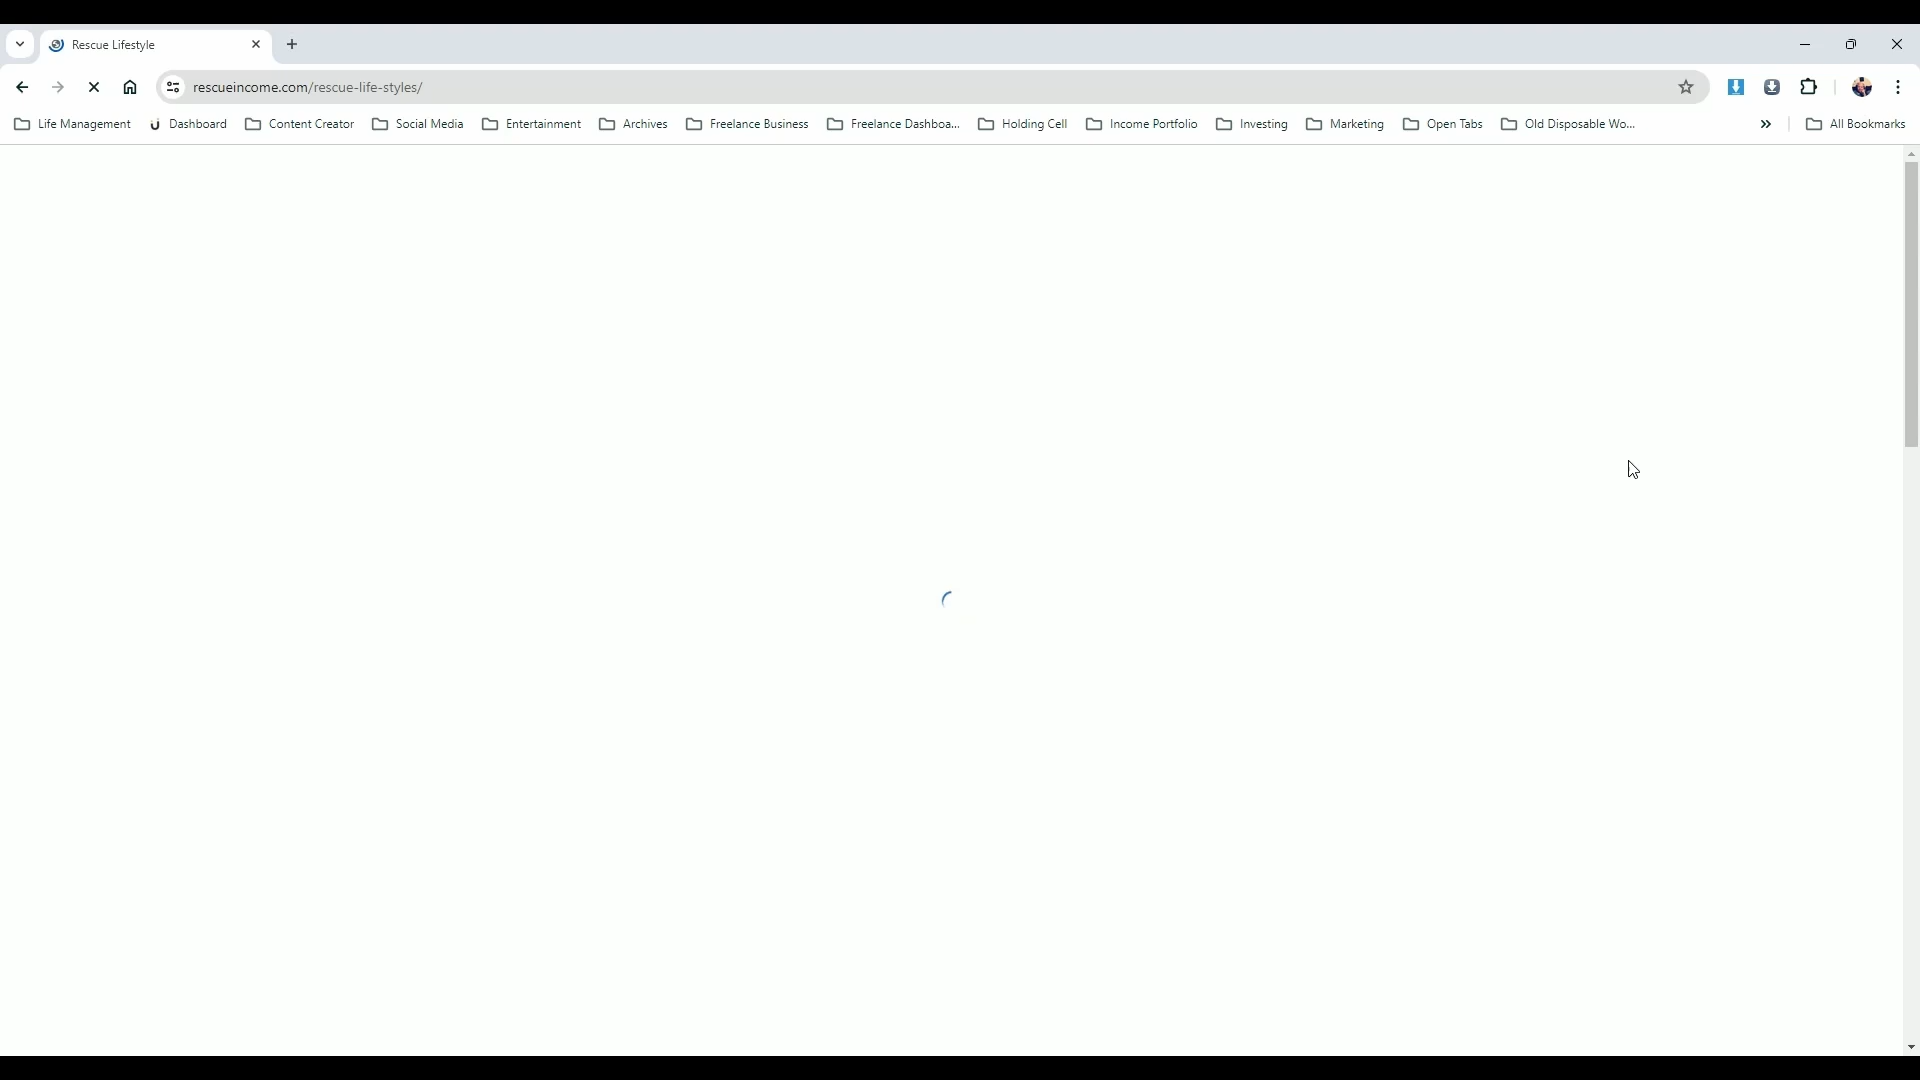 Rescue Lifestyle
rescueincome.com/rescue-life-styles/
Life Management Dashboard Content Creator Social Media Entertainment Archives Freelance Business Freelance Dashboa... Holding Cell Income Portfolio Investing Marketing Open Tabs Old Disposable Wo... All Bookmarks